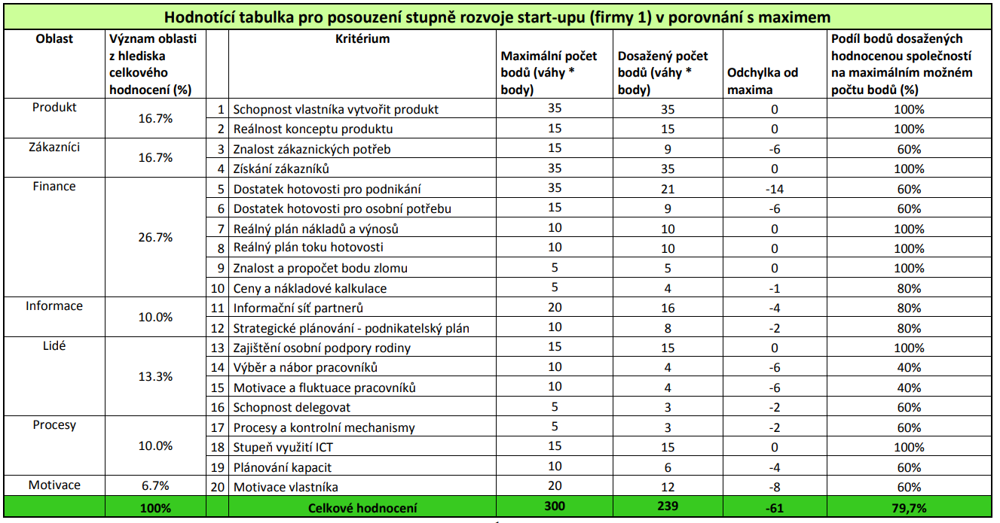 Hodnotící tabulka pro posouzení stupně rozvoje start-upu (firmy 1) v porovnání s maximem
Oblast Význam oblasti z hlediska celkového hodnocení (%) Kritérium Maximální počet bodů (váhy * body) Dosažený počet bodů (váhy * body) Odchylka od maxima Podíl bodů dosažených hodnocenou společností na maximálním možném počtu bodů (%)
Produkt 16.7% 1 Schopnost vlastníka vytvořit produkt 35 35 0 100%
2 Reálnost konceptu produktu 15 15 0 100%
Zákazníci 16.7% 3 Znalost zákaznických potřeb 15 9 -6 60%
4 Získání zákazníků 35 35 0 100%
Finance 26.7% 5 Dostatek hotovosti pro podnikání 35 21 -14 60%
6 Dostatek hotovosti pro osobní potřebu 15 9 -6 60%
7 Reálný plán nákladů a výnosů 10 10 0 100%
8 Reálný plán toku hotovosti 10 10 0 100%
9 Znalost a propočet bodu zlomu 5 5 0 100%
10 Ceny a nákladové kalkulace 5 4 -1 80%
Informace 10.0% 11 Informační síť partnerů 20 16 -4 80%
12 Strategické plánování - podnikatelský plán 10 8 -2 80%
Lidé 13.3% 13 Zajištění osobní podpory rodiny 15 15 0 100%
14 Výběr a nábor pracovníků 10 4 -6 40%
15 Motivace a fluktuace pracovníků 10 4 -6 40%
16 Schopnost delegovat 5 3 -2 60%
Procesy 10.0% 17 Procesy a kontrolní mechanismy 5 3 -2 60%
18 Stupeň využití ICT 15 15 0 100%
19 Plánování kapacit 10 6 -4 60%
Motivace 6.7% 20 Motivace vlastníka 20 12 -8 60%
100% Celkové hodnocení 300 239 -61 79,7%